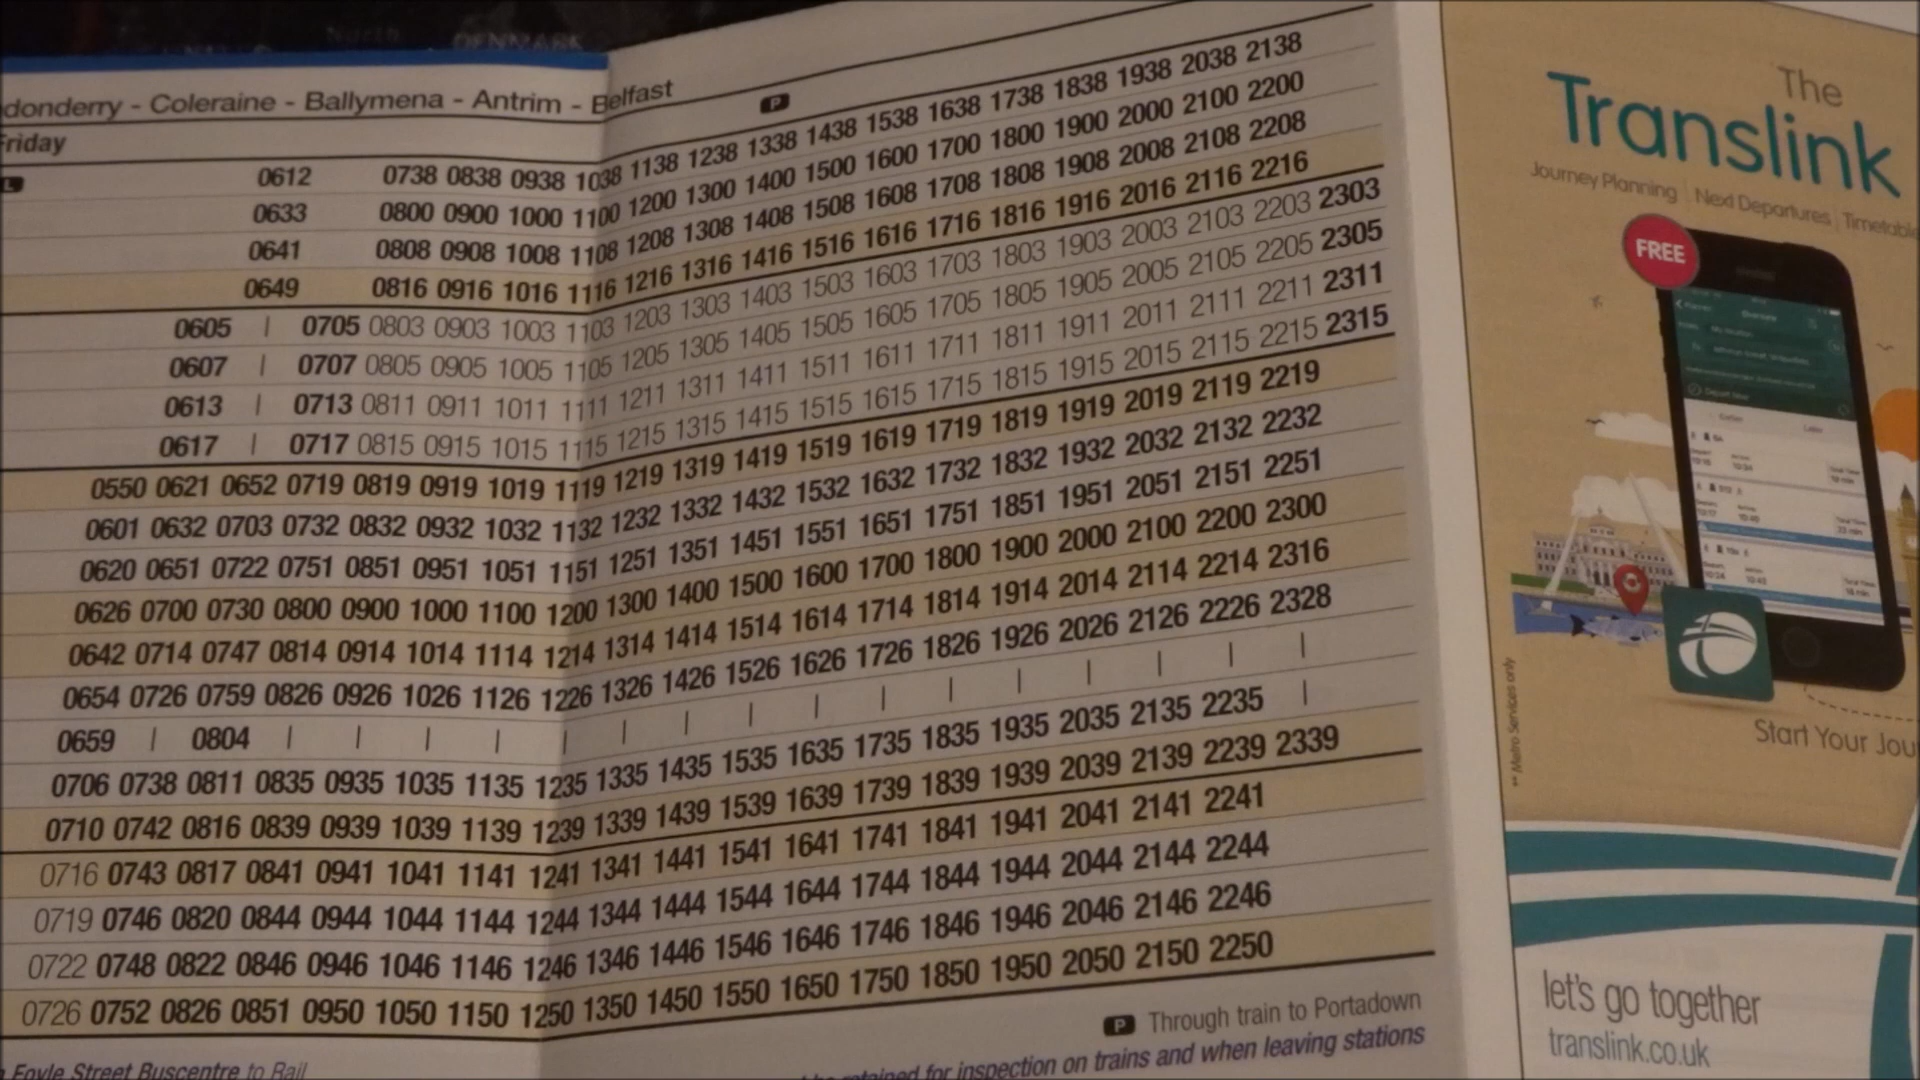 North
DENMARK
donderry - Coleraine - Ballymena - Antrim - Belfast
Friday
L
P
0612 0738 0838 0938 1038 1138 1238 1338 1438 1538 1638 1738 1838 1938 2038 2138
0633 0800 0900 1000 1100 1200 1300 1400 1500 1600 1700 1800 1900 2000 2100 2200
0641 0808 0908 1008 1108 1208 1308 1408 1508 1608 1708 1808 1908 2008 2108 2208
0649 0816 0916 1016 1116 1216 1316 1416 1516 1616 1716 1816 1916 2016 2116 2216
0605 | 0705 0803 0903 1003 1103 1203 1303 1403 1503 1603 1703 1803 1903 2003 2103 2203 2303
0607 | 0707 0805 0905 1005 1105 1205 1305 1405 1505 1605 1705 1805 1905 2005 2105 2205 2305
0613 | 0713 0811 0911 1011 1111 1211 1311 1411 1511 1611 1711 1811 1911 2011 2111 2211 2311
0617 | 0717 0815 0915 1015 1115 1215 1315 1415 1515 1615 1715 1815 1915 2015 2115 2215 2315
0550 0621 0652 0719 0819 0919 1019 1119 1219 1319 1419 1519 1619 1719 1819 1919 2019 2119 2219
0601 0632 0703 0732 0832 0932 1032 1132 1232 1332 1432 1532 1632 1732 1832 1932 2032 2132 2232
0620 0651 0722 0751 0851 0951 1051 1151 1251 1351 1451 1551 1651 1751 1851 1951 2051 2151 2251
0626 0700 0730 0800 0900 1000 1100 1200 1300 1400 1500 1600 1700 1800 1900 2000 2100 2200 2300
0642 0714 0747 0814 0914 1014 1114 1214 1314 1414 1514 1614 1714 1814 1914 2014 2114 2214 2316
0654 0726 0759 0826 0926 1026 1126 1226 1326 1426 1526 1626 1726 1826 1926 2026 2126 2226 2328
0659 | 0804 | | | | | | | | | | | | | | | |
0706 0738 0811 0835 0935 1035 1135 1235 1335 1435 1535 1635 1735 1835 1935 2035 2135 2235 |
0710 0742 0816 0839 0939 1039 1139 1239 1339 1439 1539 1639 1739 1839 1939 2039 2139 2239 2339
0716 0743 0817 0841 0941 1041 1141 1241 1341 1441 1541 1641 1741 1841 1941 2041 2141 2241
0719 0746 0820 0844 0944 1044 1144 1244 1344 1444 1544 1644 1744 1844 1944 2044 2144 2244
0722 0748 0822 0846 0946 1046 1146 1246 1346 1446 1546 1646 1746 1846 1946 2046 2146 2246
0726 0752 0826 0851 0950 1050 1150 1250 1350 1450 1550 1650 1750 1850 1950 2050 2150 2250
P Through train to Portadown
retained for inspection on trains and when leaving stations
Foyle Street Buscentre to Rail
The
Translink
Journey Planning | Next Departures | Timetable
FREE
** Metro Services only
Start Your Jou
let's go together
translink.co.uk